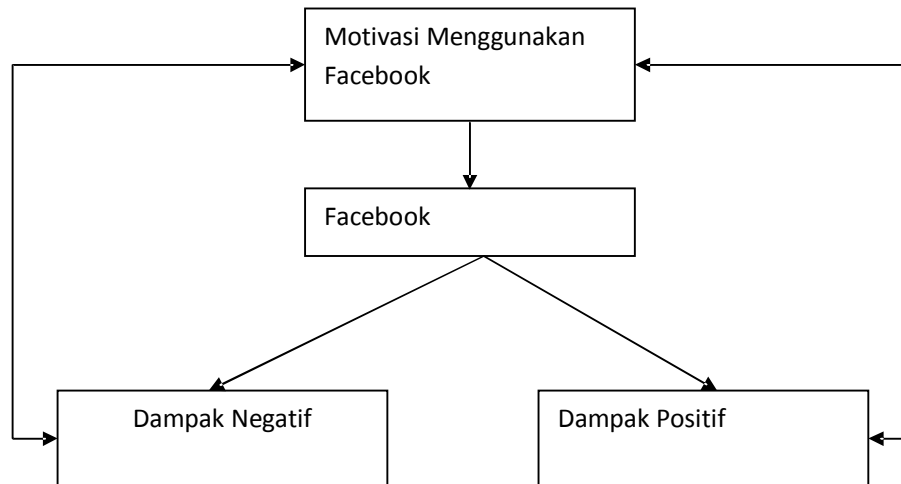 Motivasi Menggunakan
Facebook
Facebook
Dampak Negatif
Dampak Positif